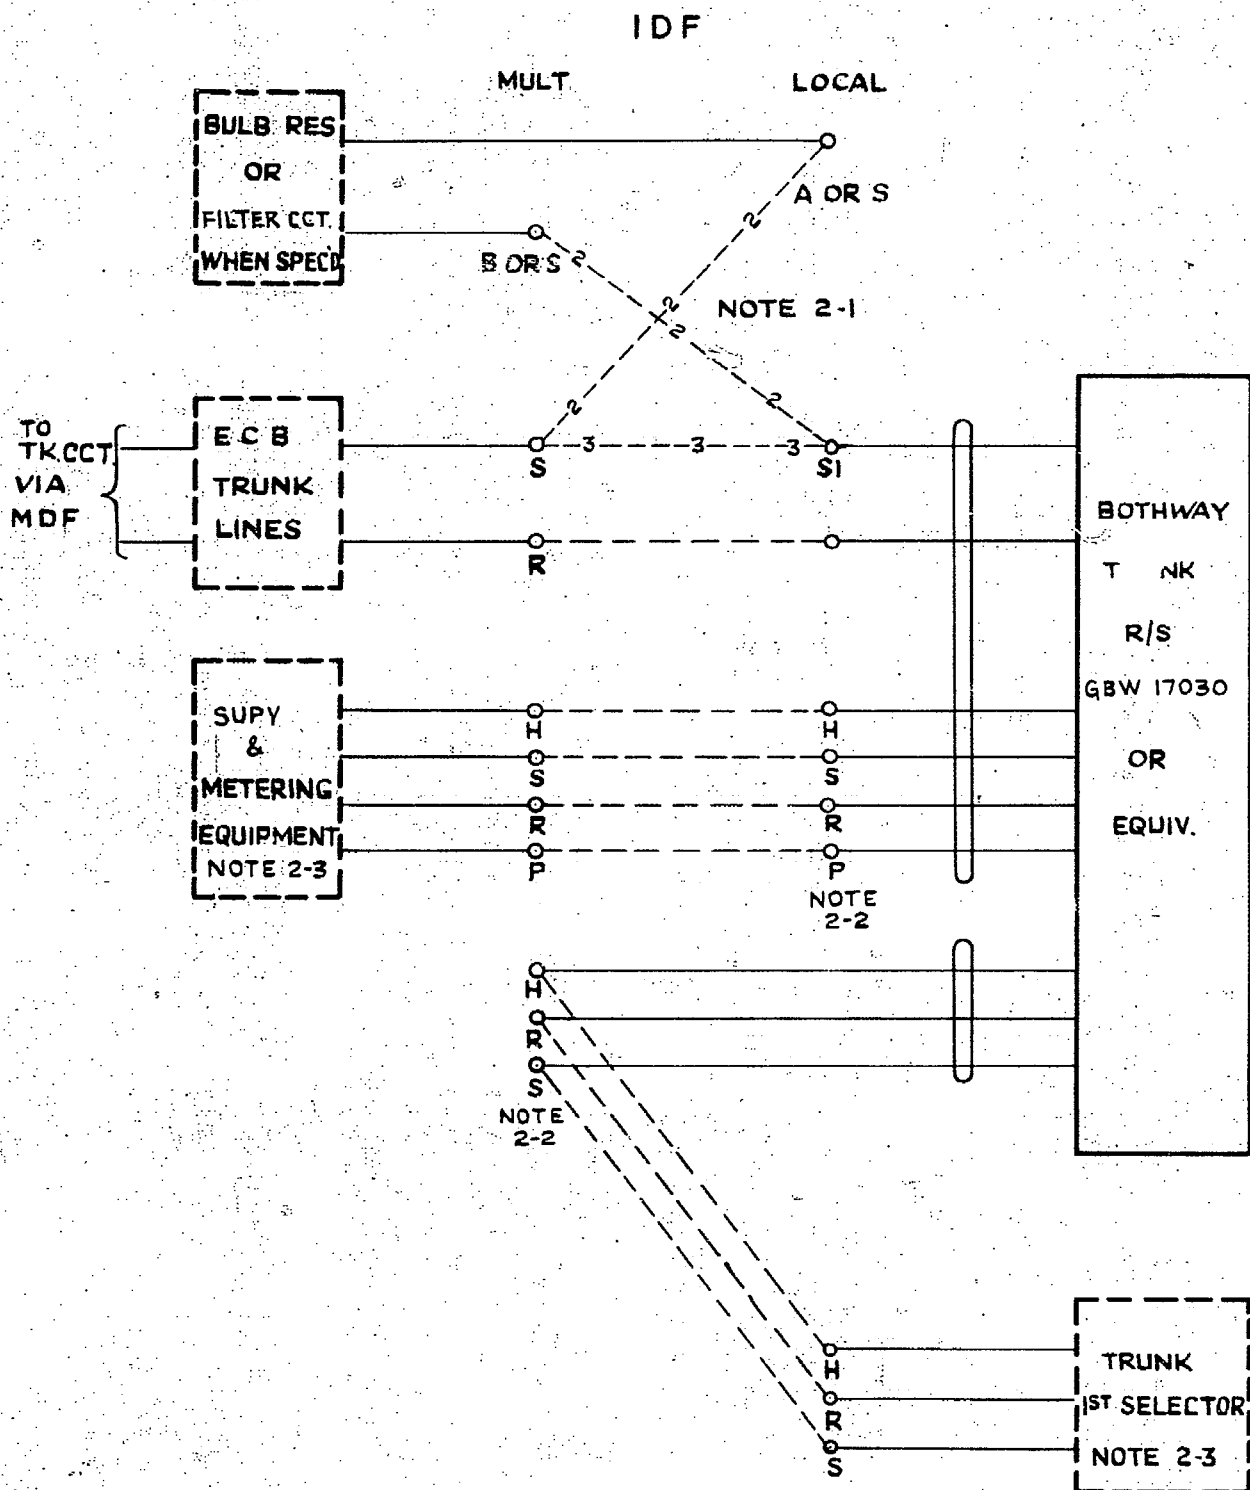 IDF
MULT
LOCAL
BULB RES
OR
FILTER CCT.
WHEN SPEC'D
A OR S
2
B OR S
2
2
2
NOTE 2-1
2
2
TO
TK.CCT.
VIA
MDF
E C B
TRUNK
LINES
3
3
3
S
S1
R
BOTHWAY
T NK
R/S
GBW 17030
OR
EQUIV.
SUPY
&
METERING
EQUIPMENT
NOTE 2-3
H
H
S
S
R
R
P
P
NOTE
2-2
H
R
S
NOTE
2-2
H
R
S
TRUNK
1ST SELECTOR
NOTE 2-3